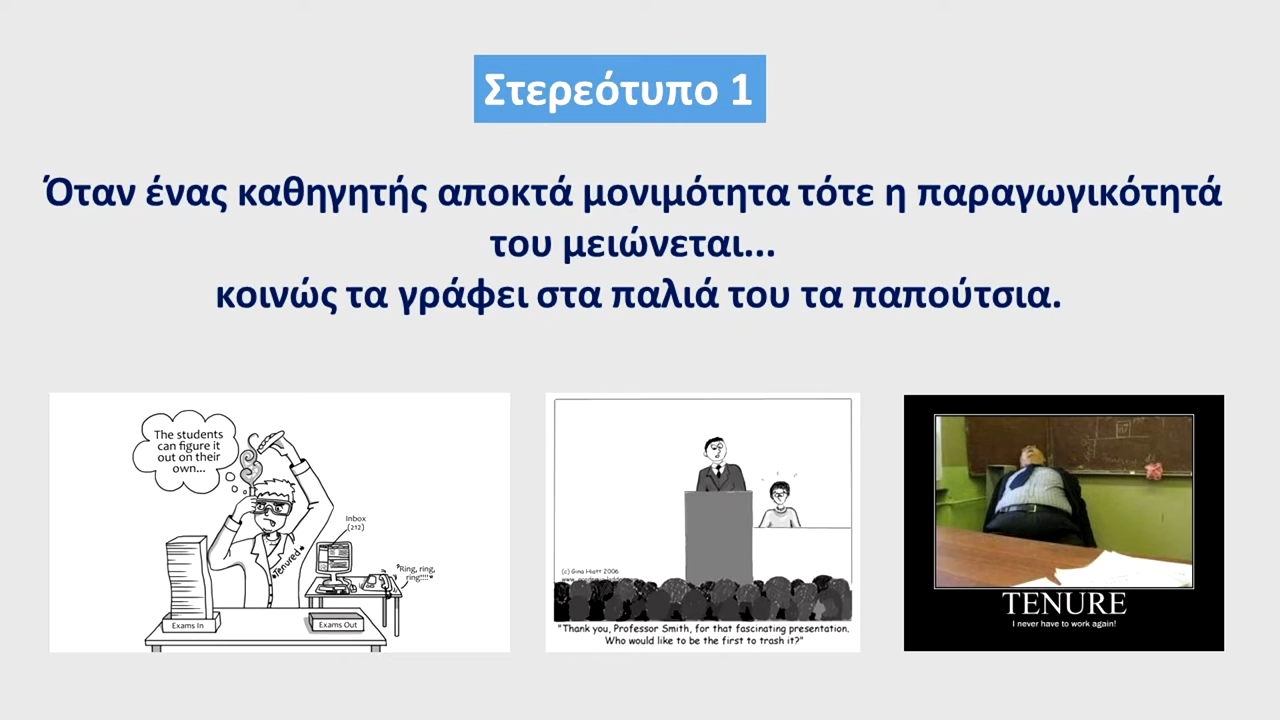 Στερεότυπο 1
Όταν ένας καθηγητής αποκτά μονιμότητα τότε η παραγωγικότητά
του μειώνεται...
κοινώς τα γράφει στα παλιά του τα παπούτσια.
The students
can figure it
out on their
own...
Tenured
Inbox
(212)
Ring, ring,
ring!!!!
Exams In
Exams Out
(c) Gina Hiatt 2006
"Thank you, Professor Smith, for that fascinating presentation.
Who would like to be the first to trash it?"
TENURE
I never have to work again!